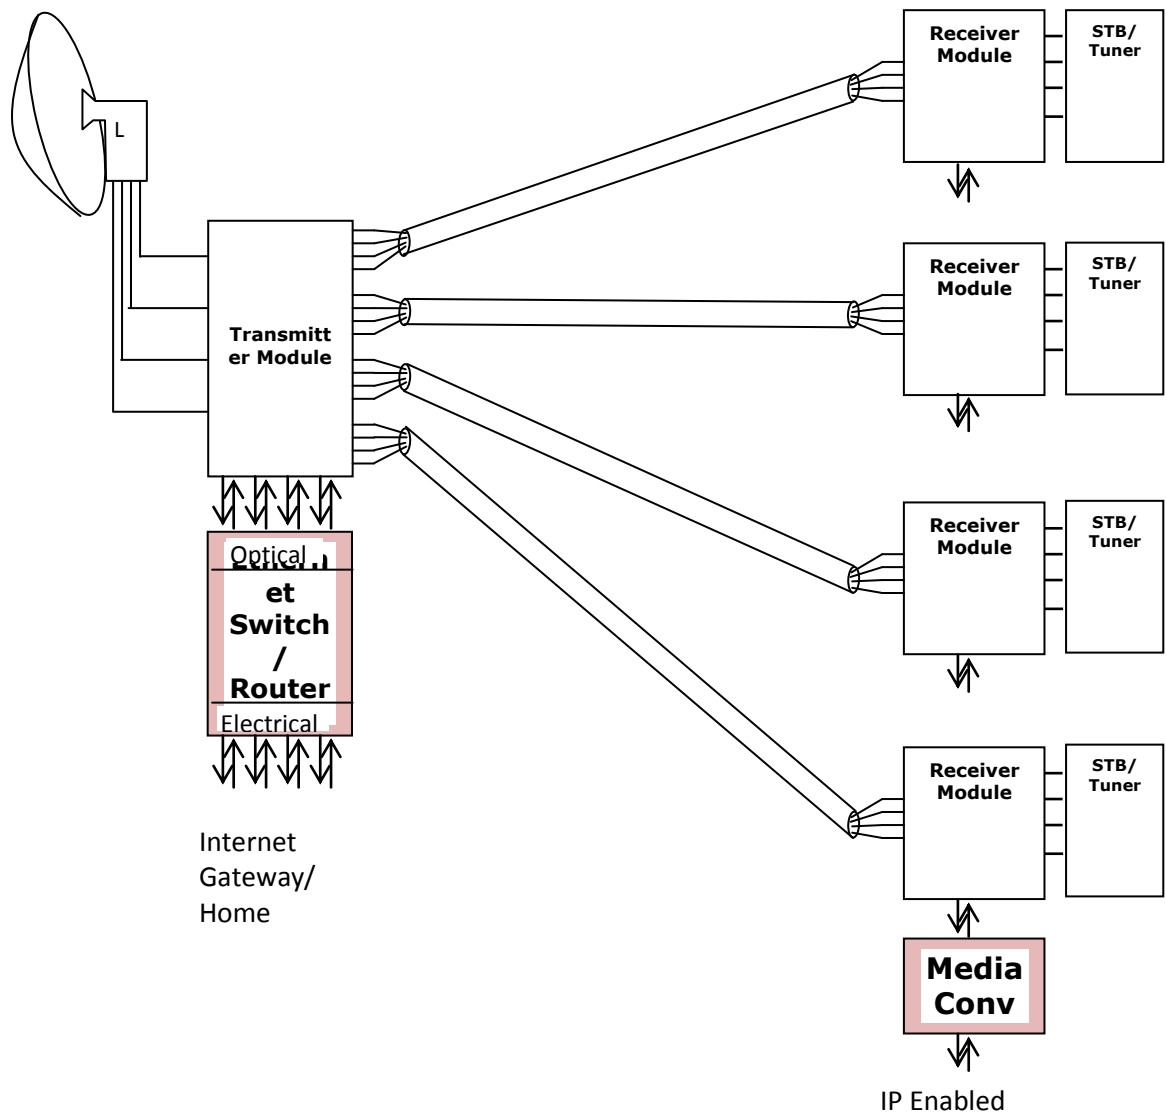 Receiver
Module
STB/
Tuner
L
Receiver
Module
STB/
Tuner
Transmitt
er Module
Receiver
Module
STB/
Tuner
Optical
et
Switch
/
Router
Electrical
Receiver
Module
STB/
Tuner
Internet
Gateway/
Home
Media
Conv
IP Enabled